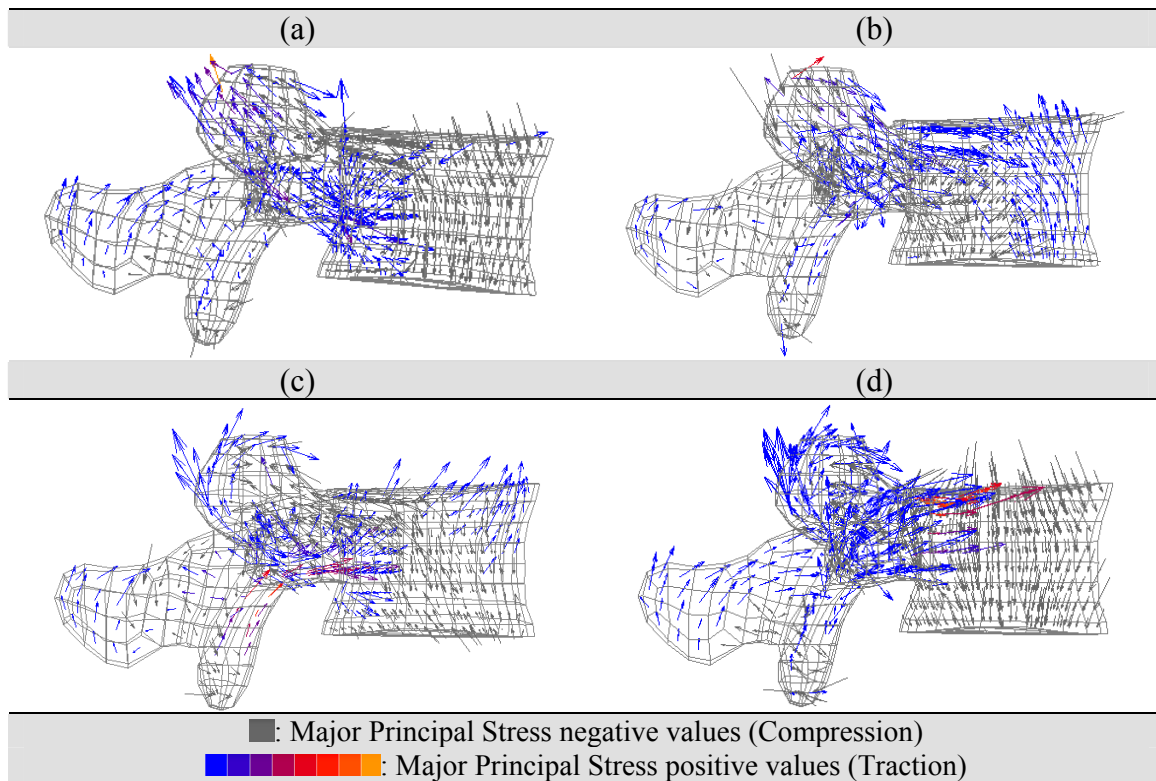 (a) (b)
(c) (d)
: Major Principal Stress negative values (Compression)
: Major Principal Stress positive values (Traction)